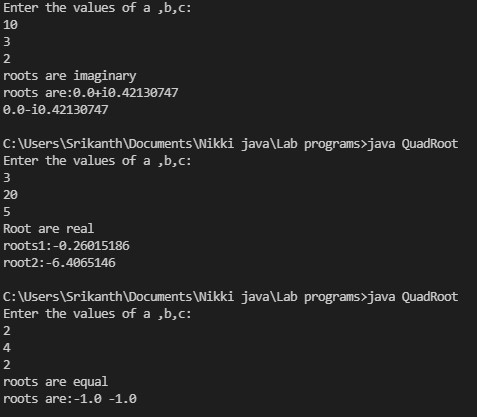 Enter the values of a ,b,c:
10
3
2
roots are imaginary
roots are:0.0+i0.42130747
0.0-i0.42130747
C:\Users\Srikanth\Documents\Nikki java\Lab programs>java QuadRoot
Enter the values of a ,b,c:
3
20
5
Root are real
roots1:-0.26015186
root2:-6.4065146
C:\Users\Srikanth\Documents\Nikki java\Lab programs>java QuadRoot
Enter the values of a ,b,c:
2
4
2
roots are equal
roots are:-1.0 -1.0